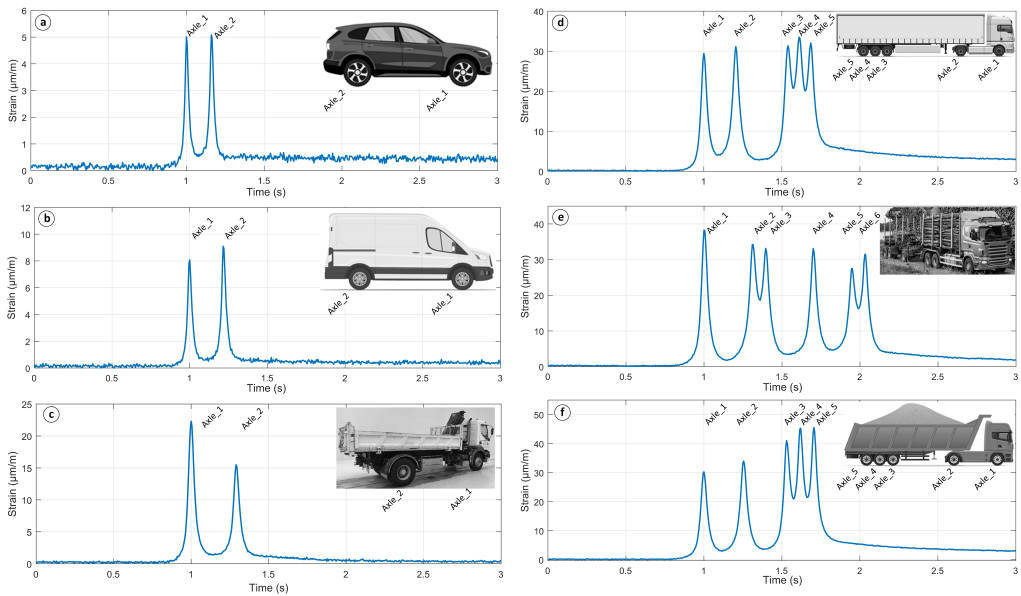 a
Axle_1
Axle_2
Axle_2
Axle_1
6
5
4
3
2
1
0
Strain (μm/m)
0 0.5 1 1.5 2 2.5 3
Time (s)
b
Axle_1
Axle_2
Axle_2
Axle_1
12
10
8
6
4
2
0
Strain (μm/m)
0 0.5 1 1.5 2 2.5 3
Time (s)
c
Axle_1
Axle_2
Axle_2
Axle_1
25
20
15
10
5
0
Strain (μm/m)
0 0.5 1 1.5 2 2.5 3
Time (s)
d
Axle_1
Axle_2
Axle_3
Axle_4
Axle_5
Axle_5
Axle_4
Axle_3
Axle_2
Axle_1
40
30
20
10
0
Strain (μm/m)
0 0.5 1 1.5 2 2.5 3
Time (s)
e
Axle_1
Axle_2
Axle_3
Axle_4
Axle_5
Axle_6
40
30
20
10
0
Strain (μm/m)
0 0.5 1 1.5 2 2.5 3
Time (s)
f
Axle_1
Axle_2
Axle_3
Axle_4
Axle_5
Axle_5
Axle_4
Axle_3
Axle_2
Axle_1
50
40
30
20
10
0
Strain (μm/m)
0 0.5 1 1.5 2 2.5 3
Time (s)